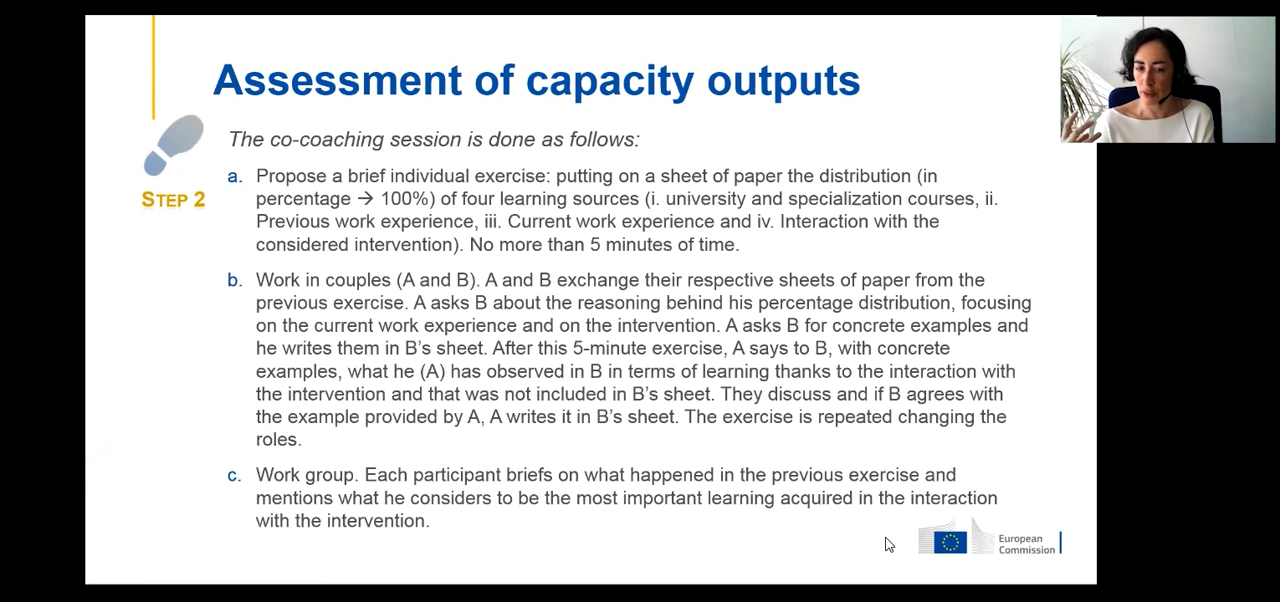 Assessment of capacity outputs
The co-coaching session is done as follows:
STEP 2
a. Propose a brief individual exercise: putting on a sheet of paper the distribution (in
percentage → 100%) of four learning sources (i. university and specialization courses, ii.
Previous work experience, iii. Current work experience and iv. Interaction with the
considered intervention). No more than 5 minutes of time.
b. Work in couples (A and B). A and B exchange their respective sheets of paper from the
previous exercise. A asks B about the reasoning behind his percentage distribution, focusing
on the current work experience and on the intervention. A asks B for concrete examples and
he writes them in B's sheet. After this 5-minute exercise, A says to B, with concrete
examples, what he (A) has observed in B in terms of learning thanks to the interaction with
the intervention and that was not included in B's sheet. They discuss and if B agrees with
the example provided by A, A writes it in B's sheet. The exercise is repeated changing the
roles.
c. Work group. Each participant briefs on what happened in the previous exercise and
mentions what he considers to be the most important learning acquired in the interaction
with the intervention.
European
Commission